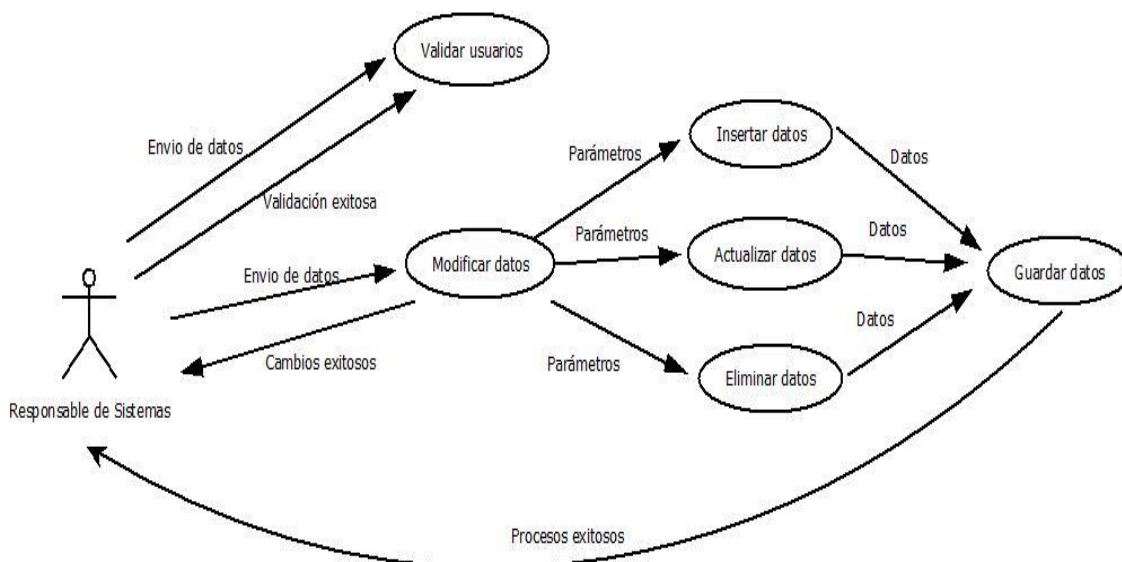 Validar usuarios
Envio de datos
Insertar datos
Parámetros
Datos
Validación exitosa
Parámetros
Datos
Modificar datos
Actualizar datos
Envio de datos
Guardar datos
Datos
Cambios exitosos
Parámetros
Eliminar datos
Responsable de Sistemas
Procesos exitosos